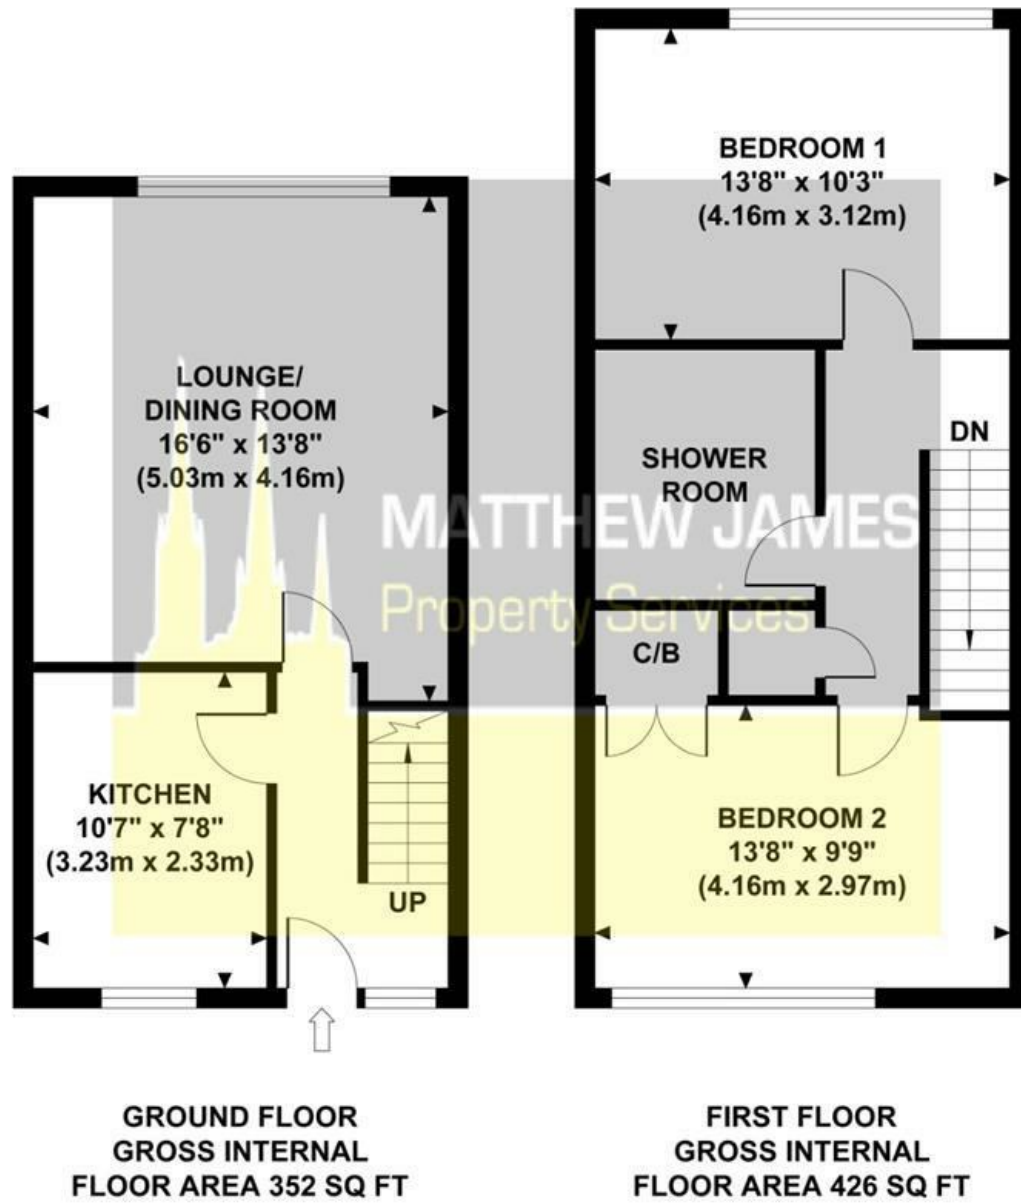 BEDROOM 1
13'8" x 10'3"
(4.16m x 3.12m)
LOUNGE/
DINING ROOM
16'6" x 13'8"
(5.03m x 4.16m)
DN
SHOWER
ROOM
MATTHEW JAMES
Property Services
C/B
KITCHEN
10'7" x 7'8"
(3.23m x 2.33m)
UP
BEDROOM 2
13'8" x 9'9"
(4.16m x 2.97m)
GROUND FLOOR
GROSS INTERNAL
FLOOR AREA 352 SQ FT
FIRST FLOOR
GROSS INTERNAL
FLOOR AREA 426 SQ FT